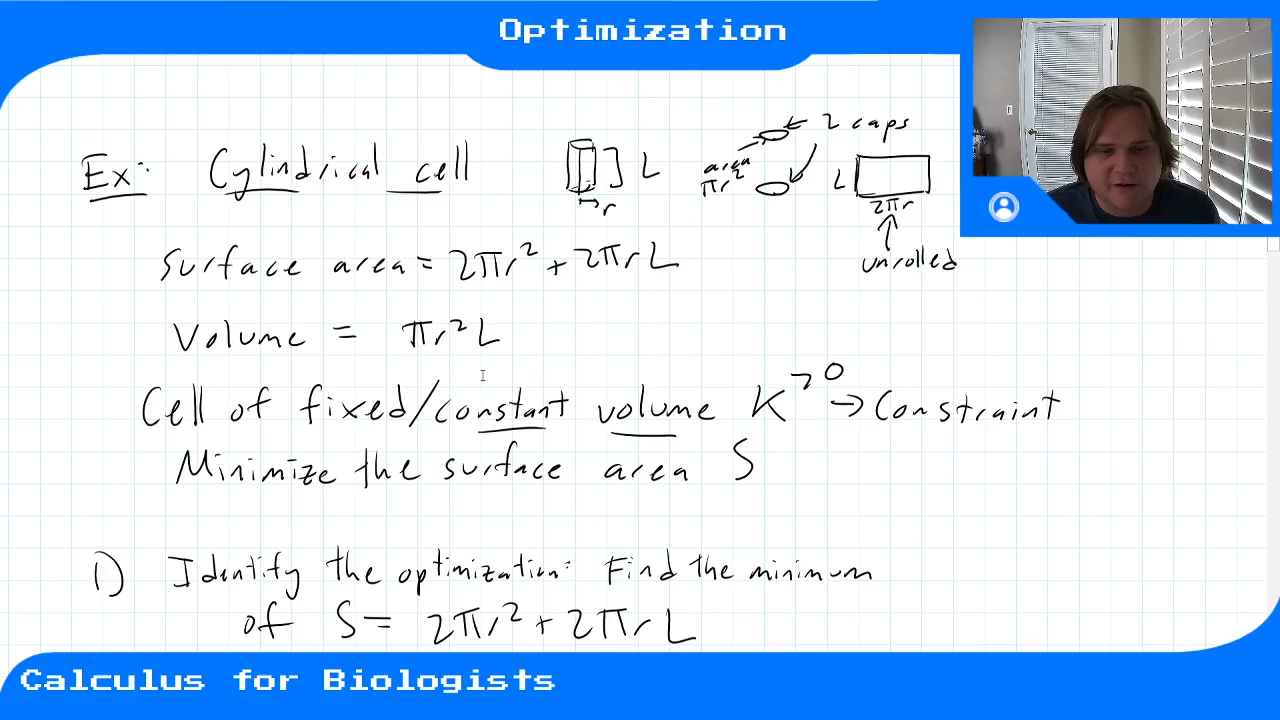 Optimization
Ex: Cylindrical cell
L
r
area
πr²
2 caps
L
2πr
unrolled
Surface area = 2πr² + 2πrL
Volume = πr²L
Cell of fixed/constant volume K > 0 → Constraint
Minimize the surface area S
1) Identify the optimization: Find the minimum
of S = 2πr² + 2πrL
Calculus for Biologists